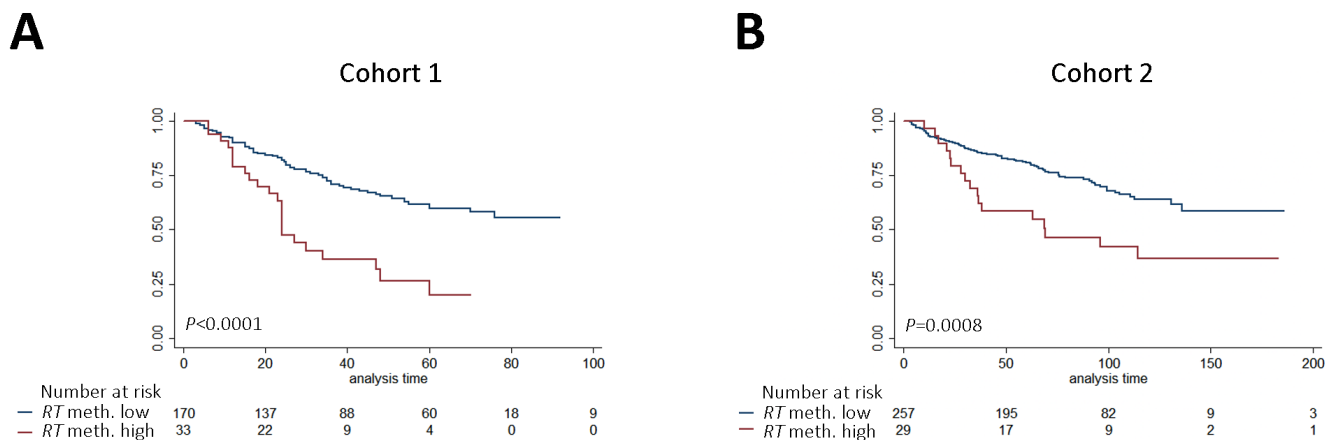 A
Cohort 1
1.00
0.75
0.50
0.25
0.00
P<0.0001
0 20 40 60 80 100
analysis time
Number at risk
RT meth. low 170 137 88 60 18 9
RT meth. high 33 22 9 4 0 0
B
Cohort 2
1.00
0.75
0.50
0.25
0.00
P=0.0008
0 50 100 150 200
analysis time
Number at risk
RT meth. low 257 195 82 9 3
RT meth. high 29 17 9 2 1